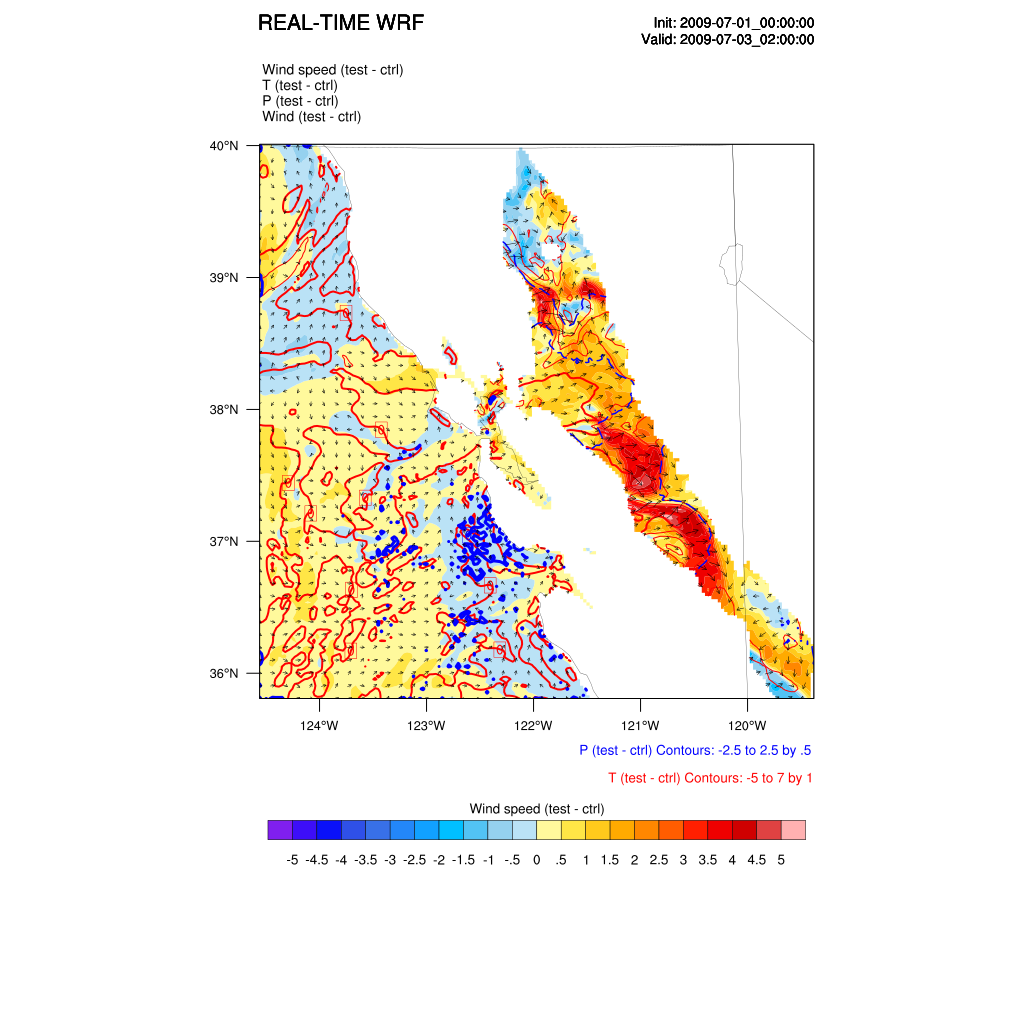 REAL-TIME WRF
Init: 2009-07-01_00:00:00
Valid: 2009-07-03_02:00:00
Wind speed (test - ctrl)
T (test - ctrl)
P (test - ctrl)
Wind (test - ctrl)
40°N
39°N
38°N
37°N
36°N
124°W 123°W 122°W 121°W 120°W
P (test - ctrl) Contours: -2.5 to 2.5 by .5
T (test - ctrl) Contours: -5 to 7 by 1
Wind speed (test - ctrl)
-5 -4.5 -4 -3.5 -3 -2.5 -2 -1.5 -1 -.5 0 .5 1 1.5 2 2.5 3 3.5 4 4.5 5